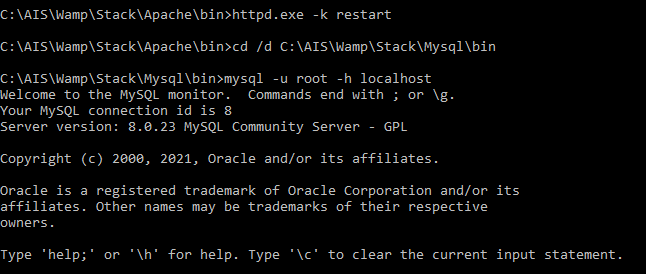 C:\AIS\Wamp\Stack\Apache\bin>httpd.exe -k restart
C:\AIS\Wamp\Stack\Apache\bin>cd /d C:\AIS\Wamp\Stack\Mysql\bin
C:\AIS\Wamp\Stack\Mysql\bin>mysql -u root -h localhost
Welcome to the MySQL monitor.  Commands end with ; or \g.
Your MySQL connection id is 8
Server version: 8.0.23 MySQL Community Server - GPL
Copyright (c) 2000, 2021, Oracle and/or its affiliates.
Oracle is a registered trademark of Oracle Corporation and/or its
affiliates. Other names may be trademarks of their respective
owners.
Type 'help;' or '\h' for help. Type '\c' to clear the current input statement.